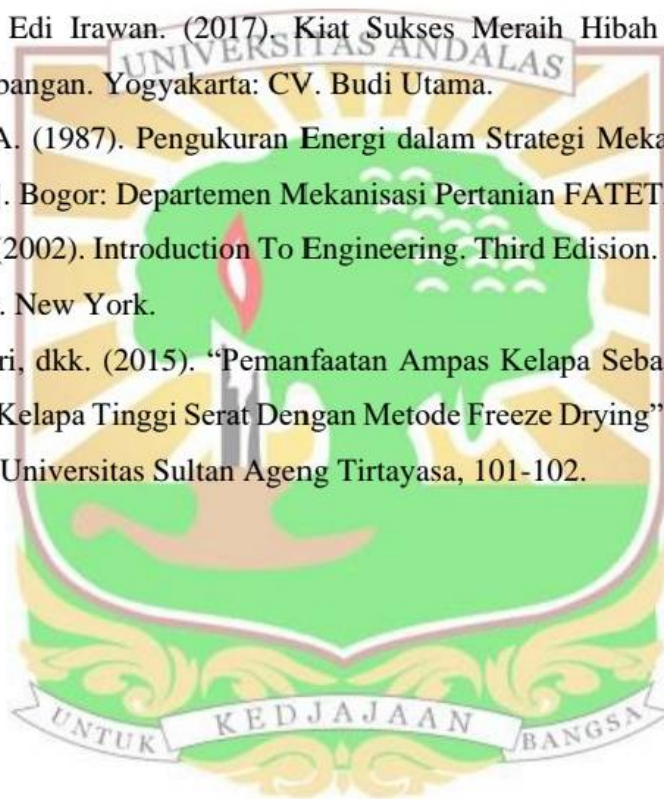 Edi Irawan. (2017). Kiat Sukses Meraih Hibah
UNIVERSITAS ANDALAS
bangan. Yogyakarta: CV. Budi Utama.
A. (1987). Pengukuran Energi dalam Strategi Meka
. Bogor: Departemen Mekanisasi Pertanian FATET
(2002). Introduction To Engineering. Third Edision.
. New York.
ri, dkk. (2015). “Pemanfaatan Ampas Kelapa Seba
Kelapa Tinggi Serat Dengan Metode Freeze Drying”
Universitas Sultan Ageng Tirtayasa, 101-102.
UNTUK KEDJAJAAN BANGSA